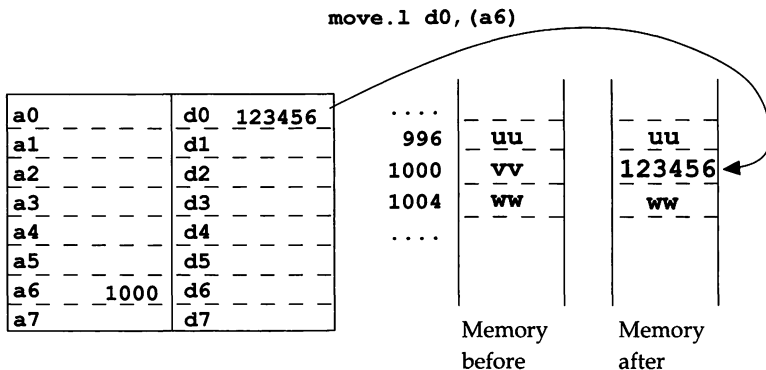 move.l d0,(a6)
a0 d0 123456
a1 d1
a2 d2
a3 d3
a4 d4
a5 d5
a6 1000 d6
a7 d7
....
996 uu uu
1000 vv 123456
1004 ww ww
....
Memory before
Memory after